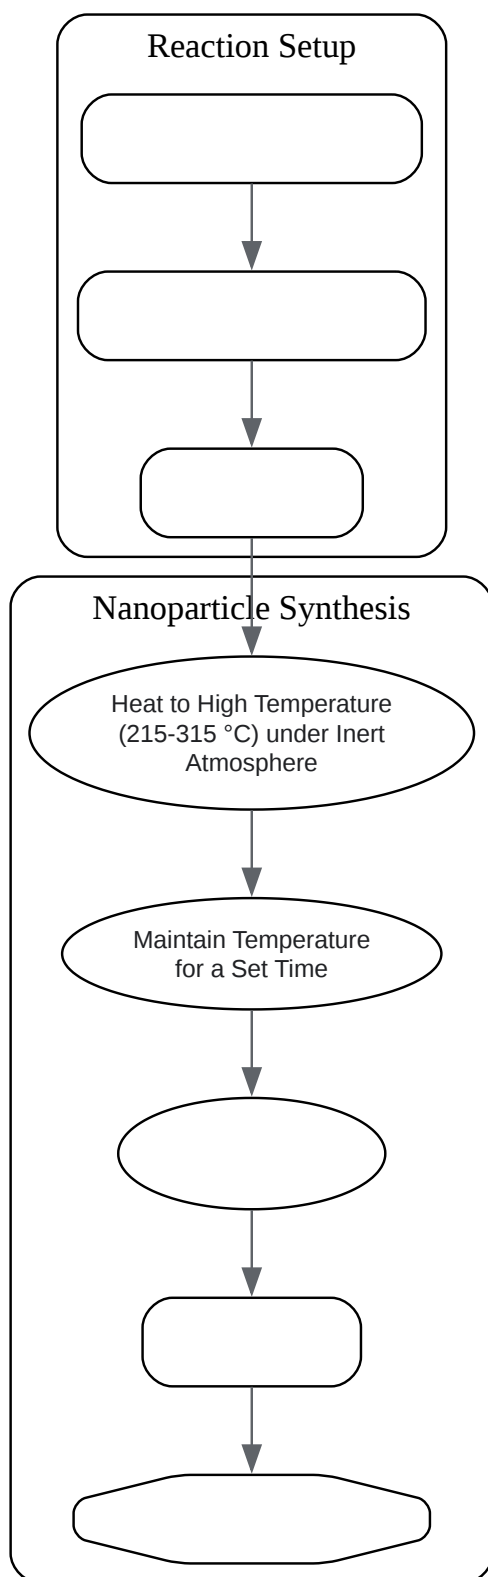 Reaction Setup
Nanoparticle Synthesis
Heat to High Temperature
(215-315 °C) under Inert
Atmosphere
Maintain Temperature
for a Set Time